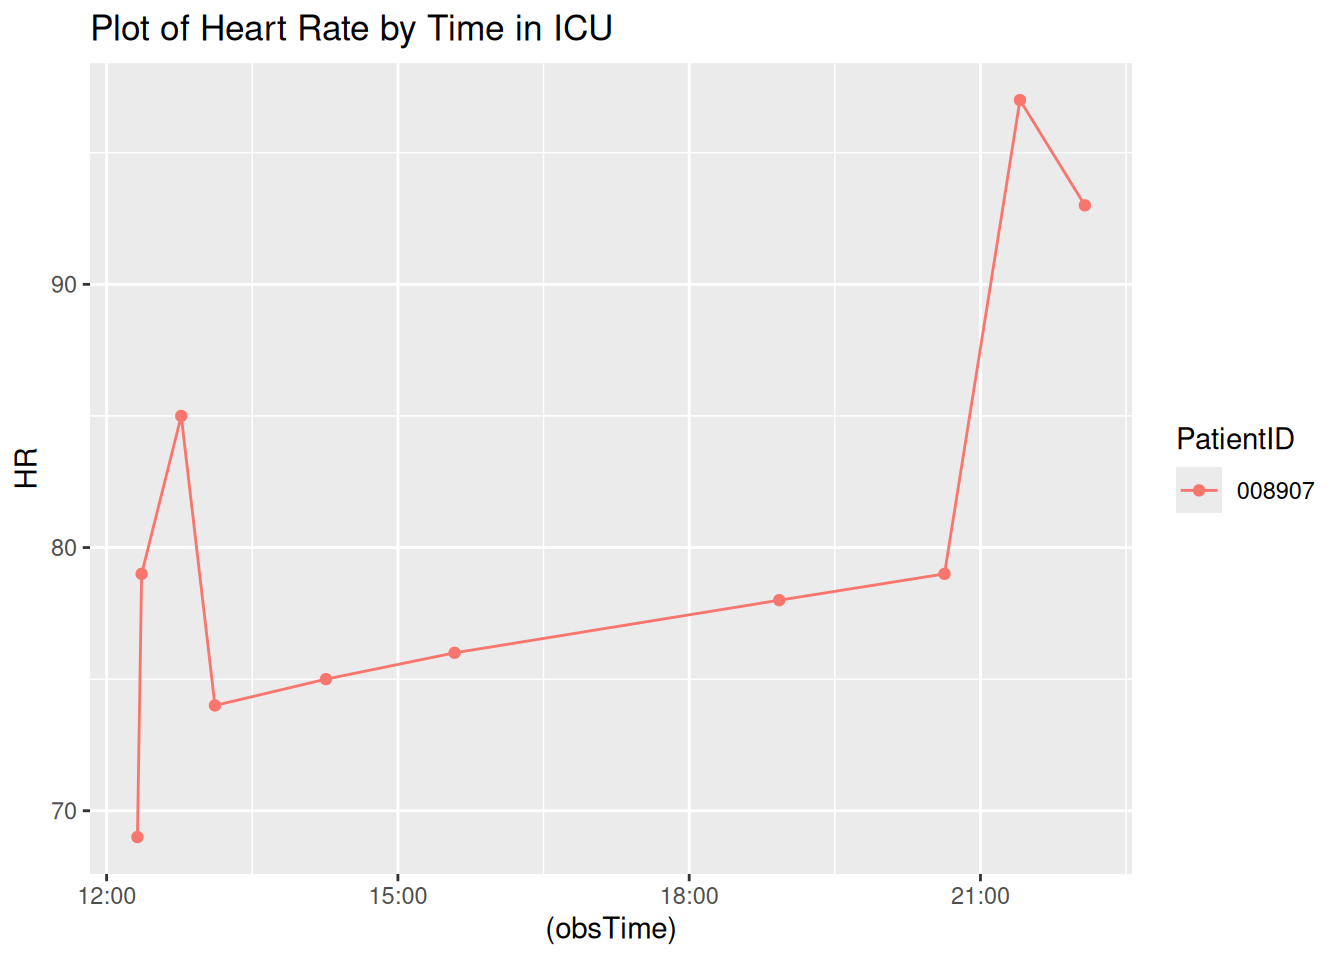 Plot of Heart Rate by Time in ICU
90
80
70
HR
12:00 15:00 18:00 21:00
(obsTime)
PatientID
008907